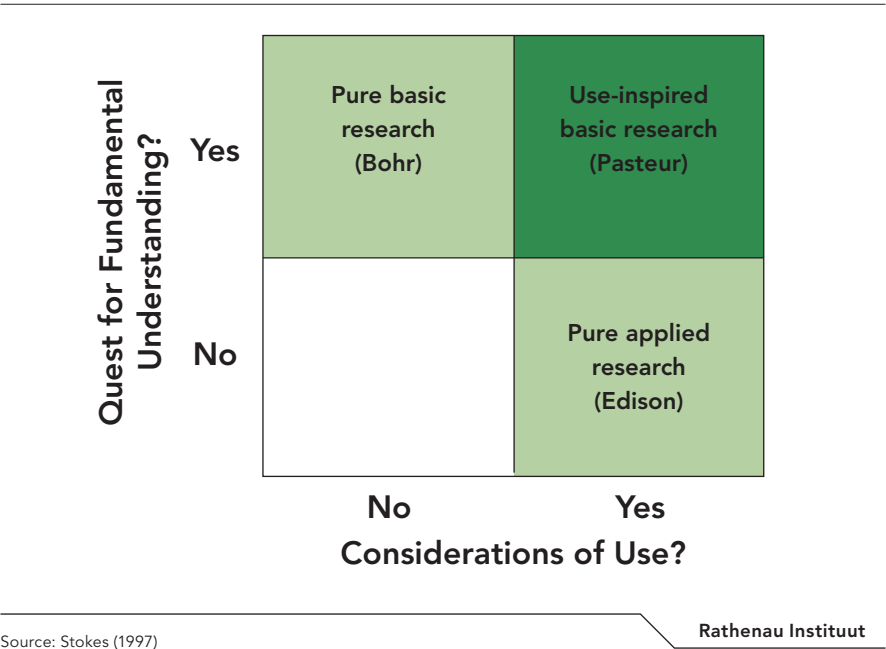 Quest for Fundamental
Understanding?
Yes
No
Pure basic
research
(Bohr)
Use-inspired
basic research
(Pasteur)
Pure applied
research
(Edison)
No
Yes
Considerations of Use?
Source: Stokes (1997)
Rathenau Instituut